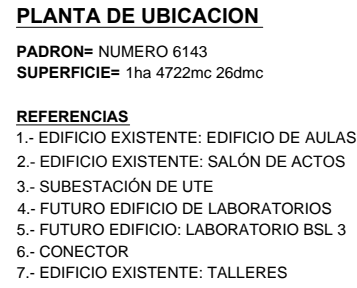 PLANTA DE UBICACION
PADRON= NUMERO 6143
SUPERFICIE= 1ha 4722mc 26dmc
REFERENCIAS
1.- EDIFICIO EXISTENTE: EDIFICIO DE AULAS
2.- EDIFICIO EXISTENTE: SALÓN DE ACTOS
3.- SUBESTACIÓN DE UTE
4.- FUTURO EDIFICIO DE LABORATORIOS
5.- FUTURO EDIFICIO: LABORATORIO BSL 3
6.- CONECTOR
7.- EDIFICIO EXISTENTE: TALLERES